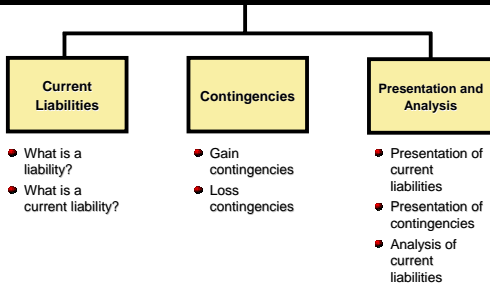 Current
Liabilities
Contingencies
Presentation and
Analysis
What is a
liability?
What is a
current liability?
Gain
contingencies
Loss
contingencies
Presentation of
current
liabilities
Presentation of
contingencies
Analysis of
current
liabilities